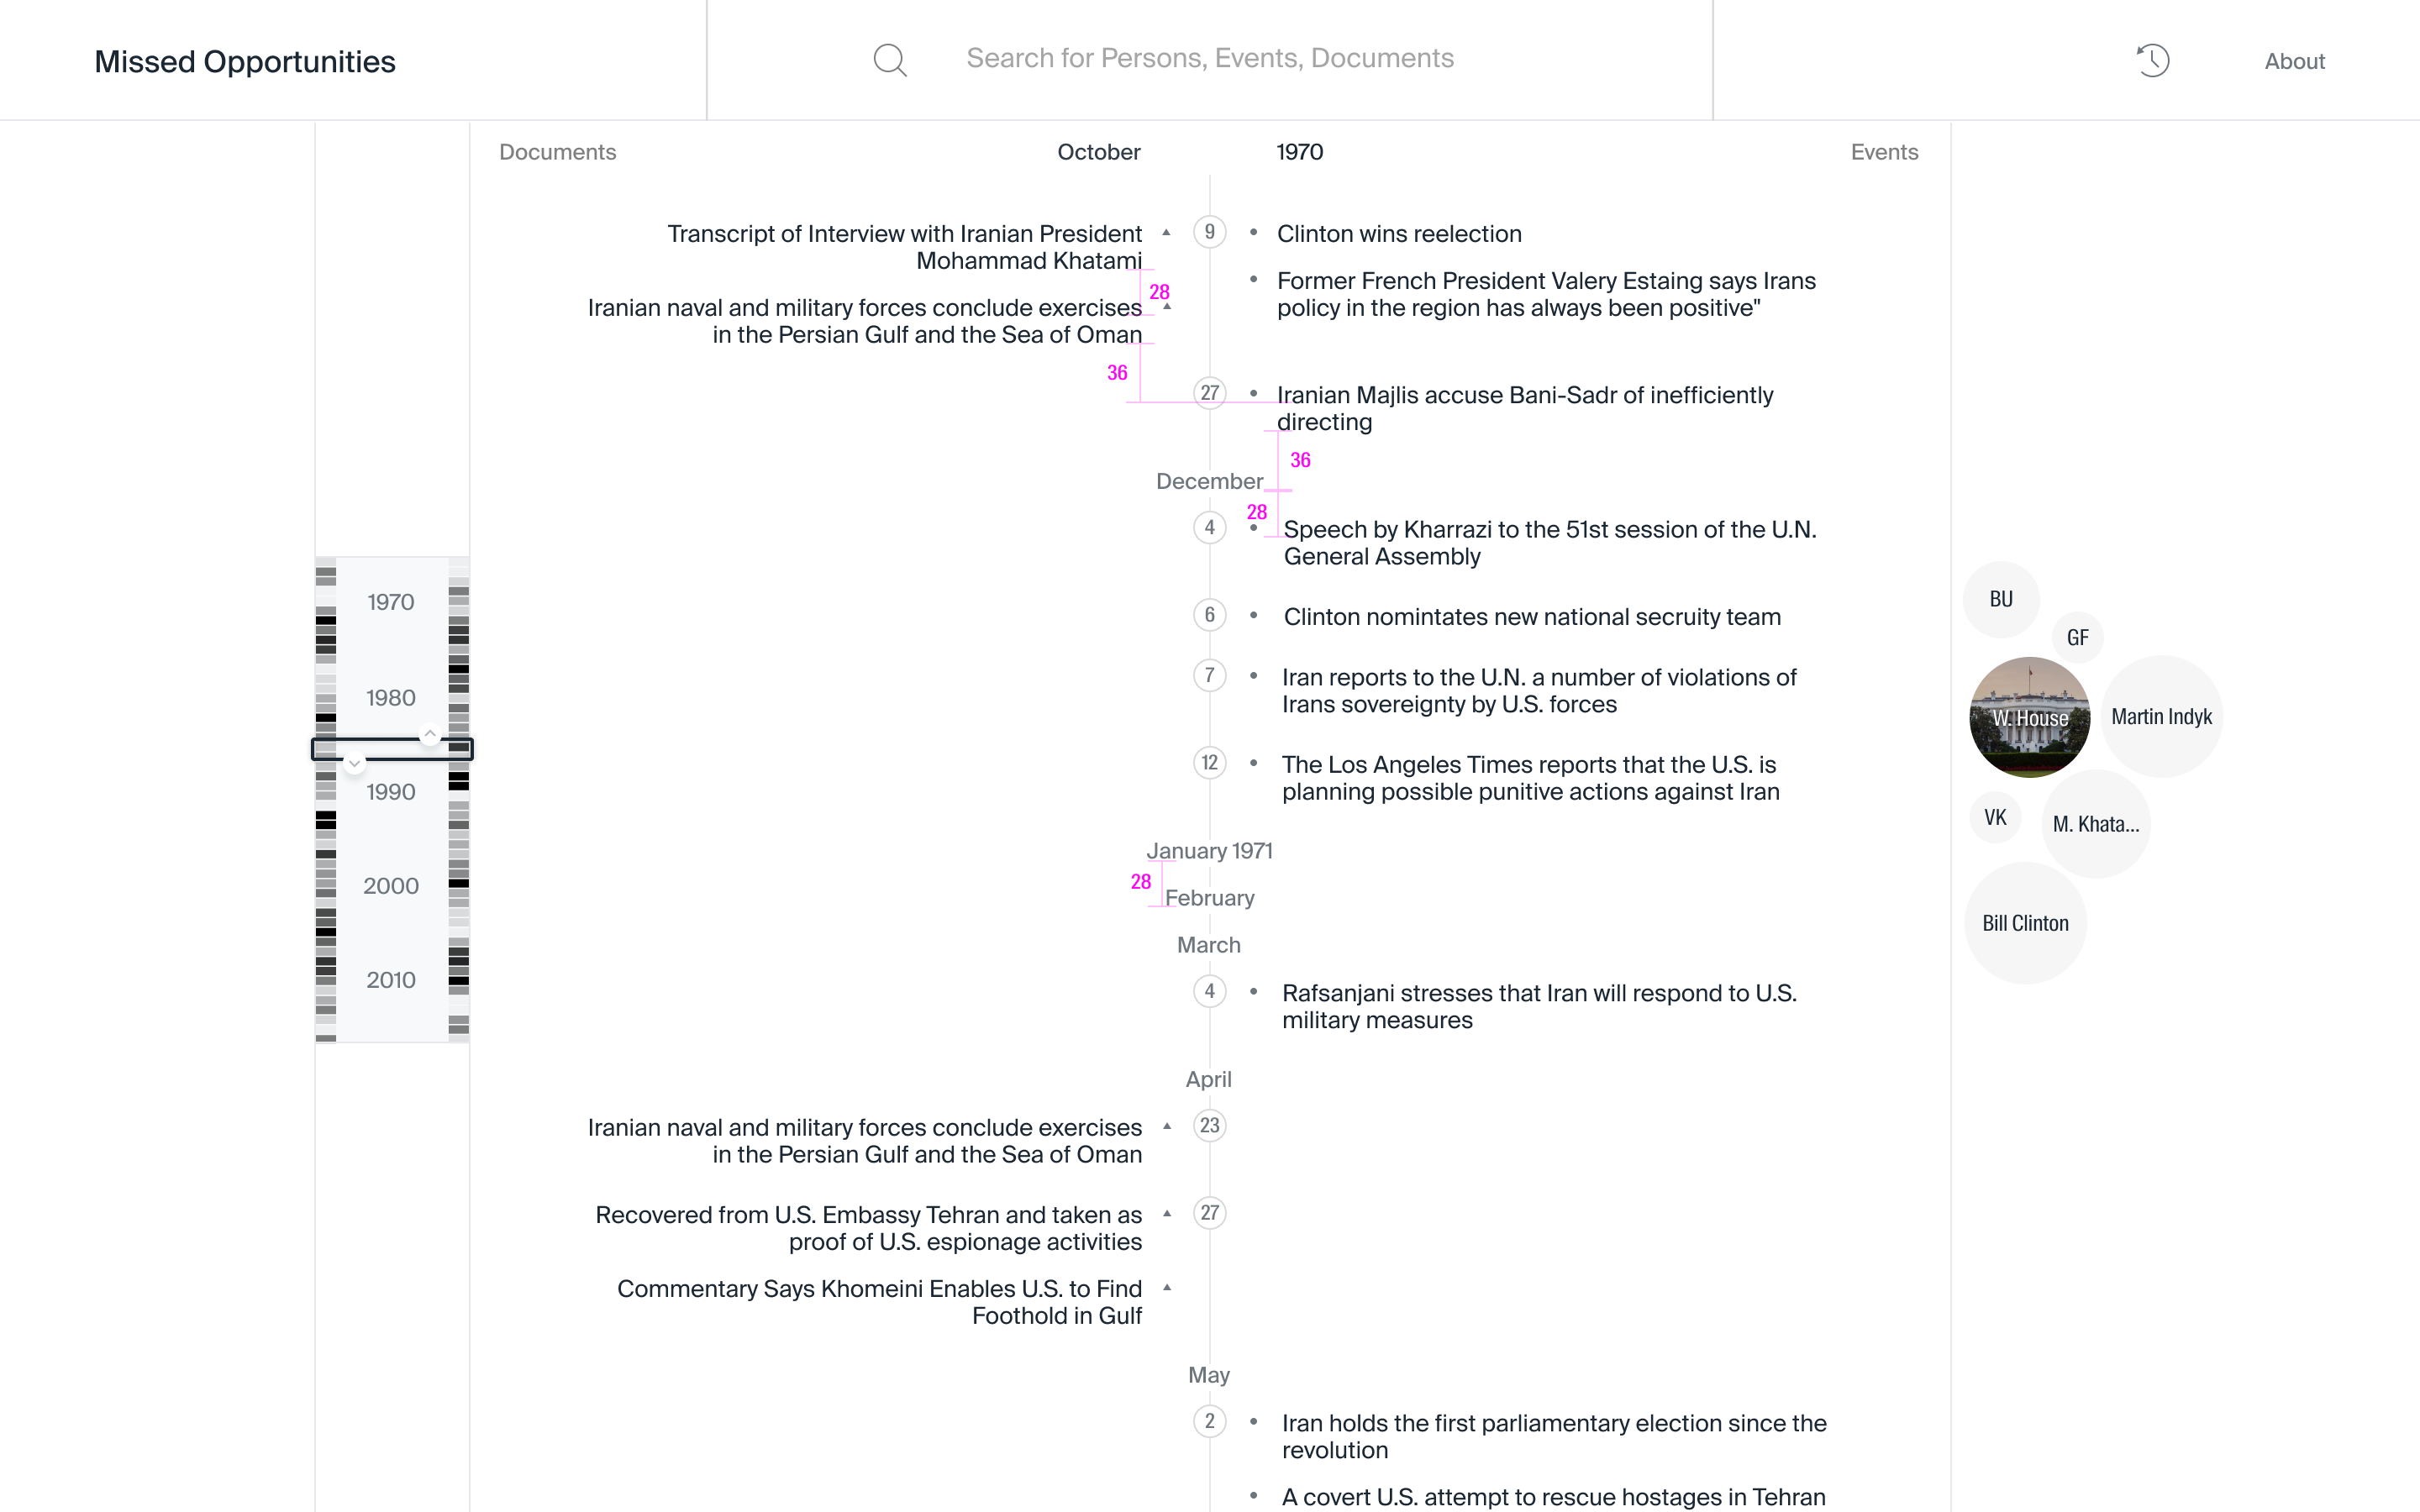 Missed Opportunities
Search for Persons, Events, Documents
About
Documents
October
1970
Events
Transcript of Interview with Iranian President
Mohammad Khatami
9
Clinton wins reelection
28
Iranian naval and military forces conclude exercises
in the Persian Gulf and the Sea of Oman
Former French President Valery Estaing says Irans
policy in the region has always been positive"
36
27
Iranian Majlis accuse Bani-Sadr of inefficiently
directing
36
December
28
4
Speech by Kharrazi to the 51st session of the U.N.
General Assembly
6
Clinton nomintates new national secruity team
7
Iran reports to the U.N. a number of violations of
Irans sovereignty by U.S. forces
12
The Los Angeles Times reports that the U.S. is
planning possible punitive actions against Iran
January 1971
28
February
March
4
Rafsanjani stresses that Iran will respond to U.S.
military measures
April
Iranian naval and military forces conclude exercises
in the Persian Gulf and the Sea of Oman
23
Recovered from U.S. Embassy Tehran and taken as
proof of U.S. espionage activities
27
Commentary Says Khomeini Enables U.S. to Find
Foothold in Gulf
May
2
Iran holds the first parliamentary election since the
revolution
A covert U.S. attempt to rescue hostages in Tehran
1970
1980
1990
2000
2010
BU
GF
W. House
Martin Indyk
VK
M. Khata...
Bill Clinton